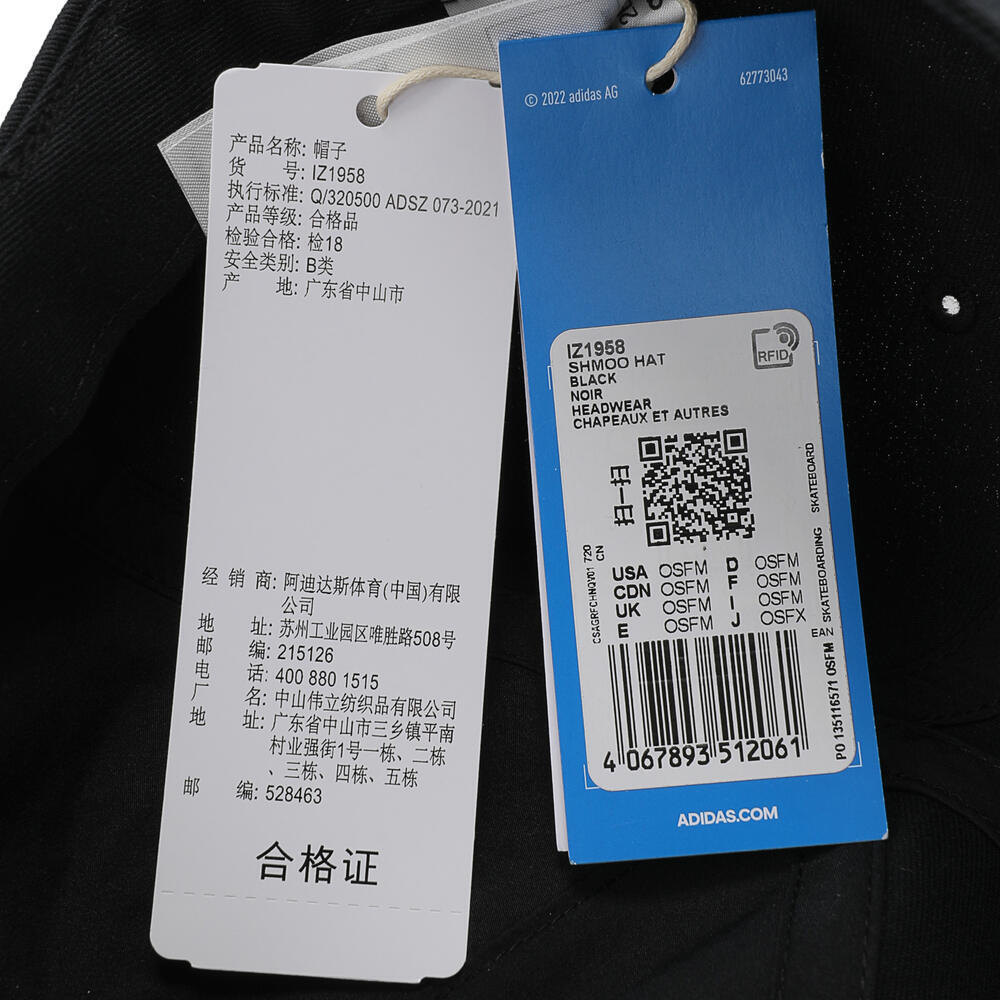 产品名称: 帽子
货 号: IZ1958
执行标准: Q/320500 ADSZ 073-2021
产品等级: 合格品
检验合格: 检18
安全类别: B类
产 地: 广东省中山市
经 销 商: 阿迪达斯体育(中国)有限
公司
地 址: 苏州工业园区唯胜路508号
邮 编: 215126
电 话: 400 880 1515
厂 名: 中山伟立纺织品有限公司
地 址: 广东省中山市三乡镇平南
村业强街1号一栋、二栋
、三栋、四栋、五栋
邮 编: 528463
合格证
© 2022 adidas AG
62773043
IZ1958
SHMOO HAT
BLACK
NOIR
HEADWEAR
CHAPEAUX ET AUTRES
RFID
扫一扫
CSAGRFCHNQV01 720
CN
USA OSFM D OSFM
CDN OSFM F OSFM
UK OSFM I OSFM
E OSFM J OSFX
EAN SKATEBOARDING SKATEBOARD
PO 135116571 OSFM
4 067893 512061
ADIDAS.COM